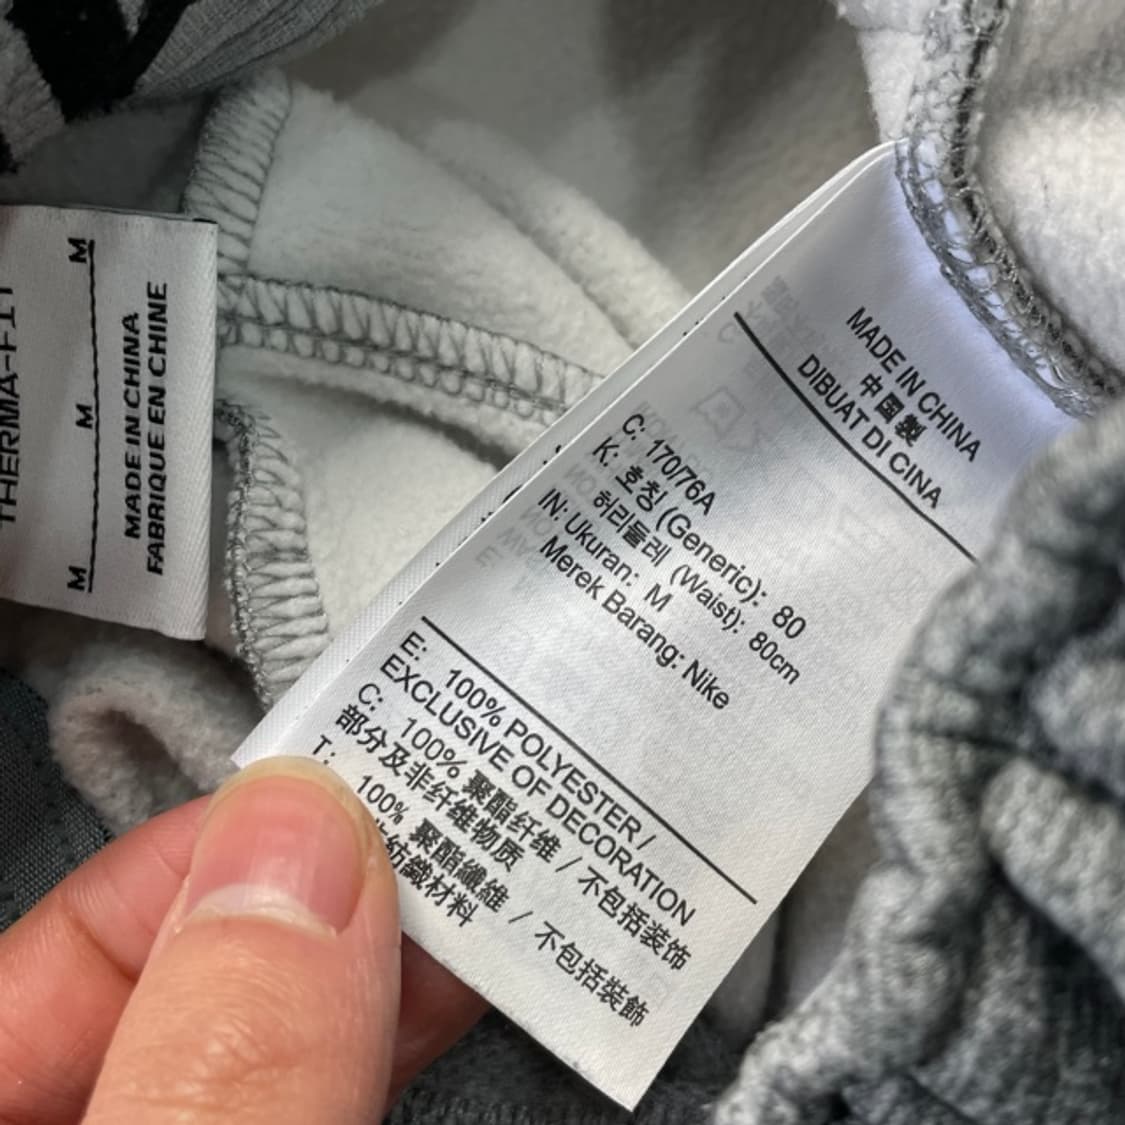 THERMA-FIT
M M M
MADE IN CHINA
FABRIQUE EN CHINE
MADE IN CHINA
中國製
DIBUAT DI CINA
C: 170/76A
K: 호칭 (Generic): 80
허리둘레 (Waist): 80cm
IN: Ukuran: M
Merek Barang: Nike
E: 100% POLYESTER /
EXCLUSIVE OF DECORATION
C: 100% 聚酯纤维 / 不包括装饰
部分及非纤维物质
T: 100% 聚酯纖維 / 不包括裝飾
紡織材料